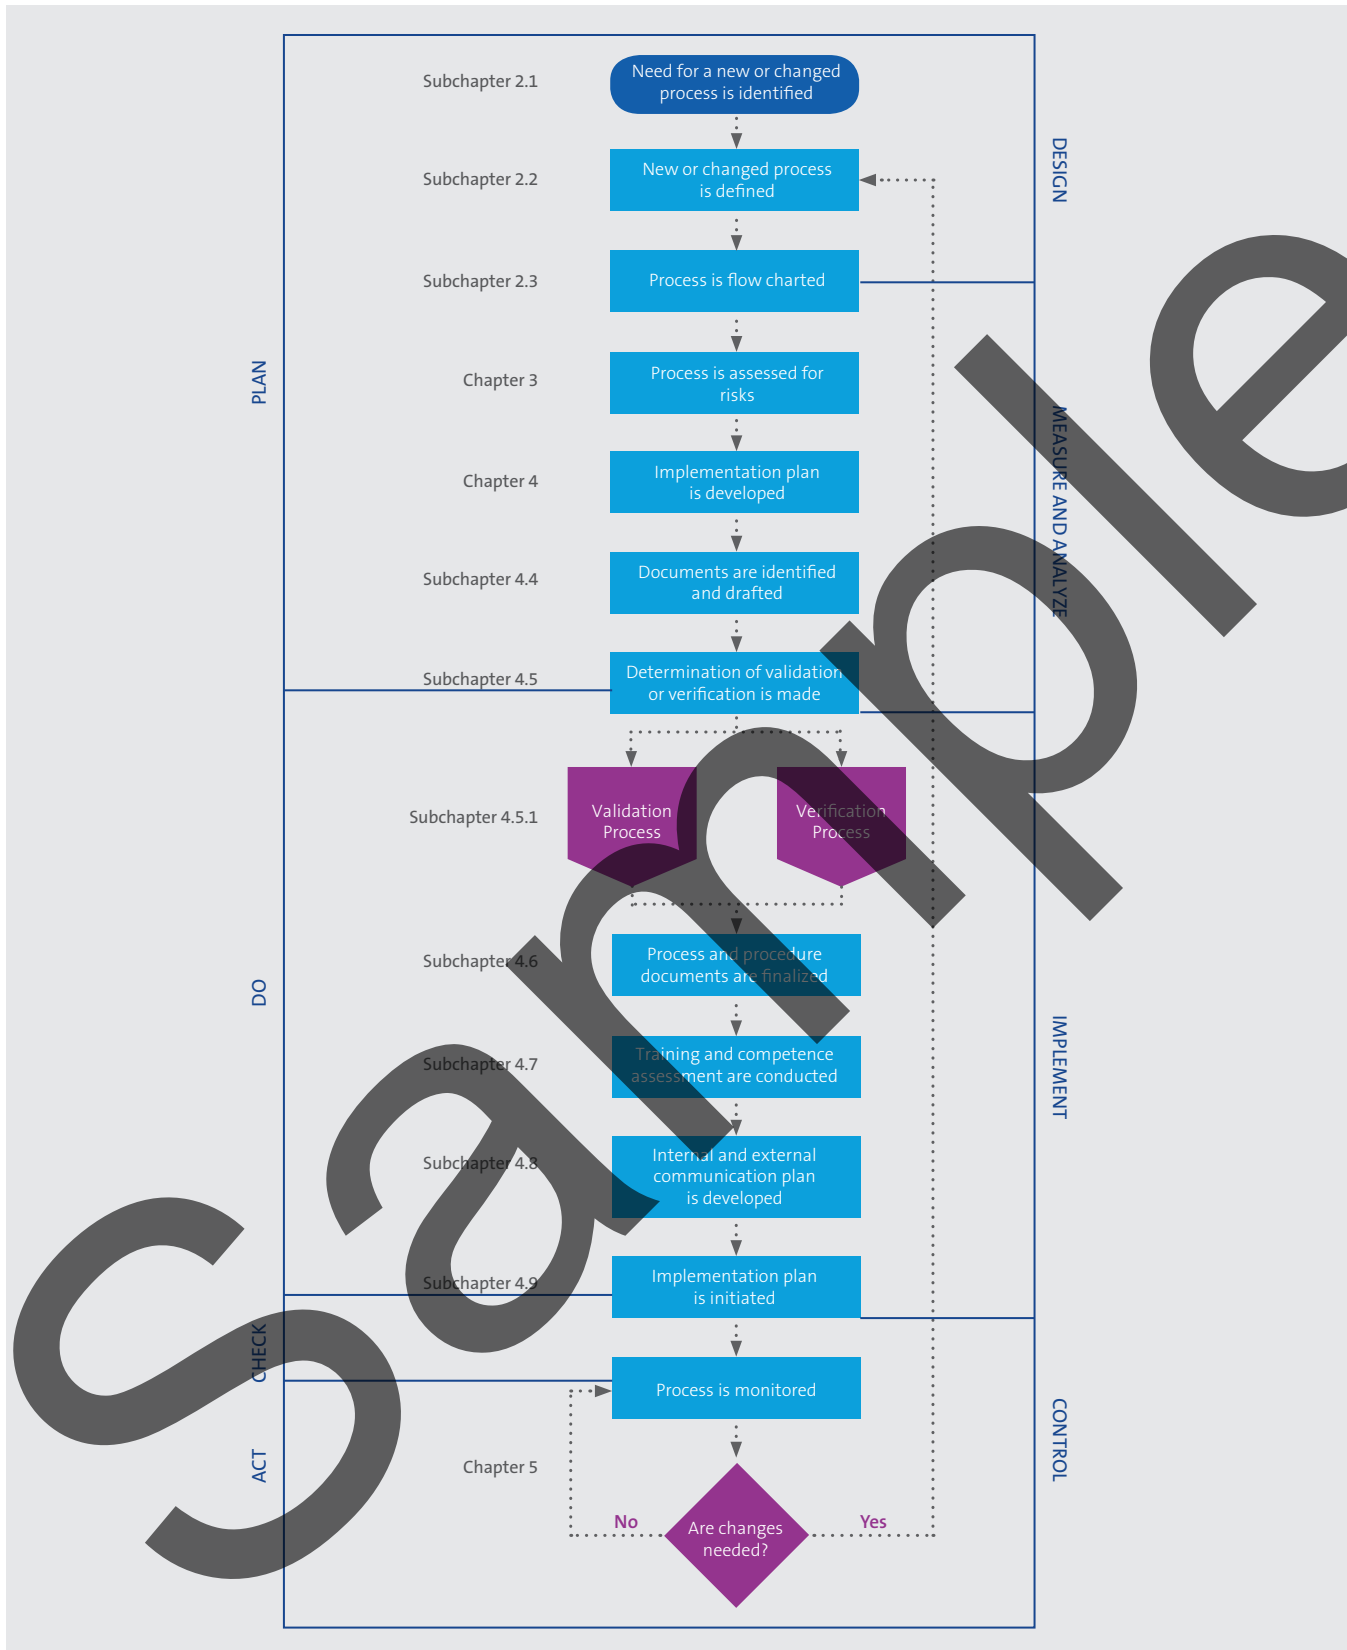 Subchapter 2.1
Need for a new or changed
process is identified
DESIGN
Subchapter 2.2
New or changed process
is defined
Subchapter 2.3
Process is flow charted
PLAN
Chapter 3
Process is assessed for
risks
MEASURE AND ANALYZE
Chapter 4
Implementation plan
is developed
Subchapter 4.4
Documents are identified
and drafted
Subchapter 4.5
Determination of validation
or verification is made
Subchapter 4.5.1
Validation
Process
Verification
Process
DO
Subchapter 4.6
Process and procedure
documents are finalized
IMPLEMENT
Subchapter 4.7
Training and competence
assessment are conducted
Subchapter 4.8
Internal and external
communication plan
is developed
Subchapter 4.9
Implementation plan
is initiated
CHECK
Process is monitored
CONTROL
ACT
Chapter 5
No
Are changes
needed?
Yes
Sample